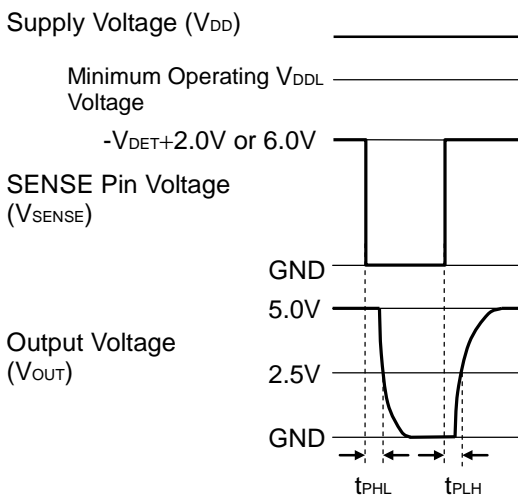 Supply Voltage (VDD)
Minimum Operating VDDL
Voltage
-VDET+2.0V or 6.0V
SENSE Pin Voltage
(VSENSE)
GND
5.0V
Output Voltage
(VOUT)
2.5V
GND
tPHL tPLH